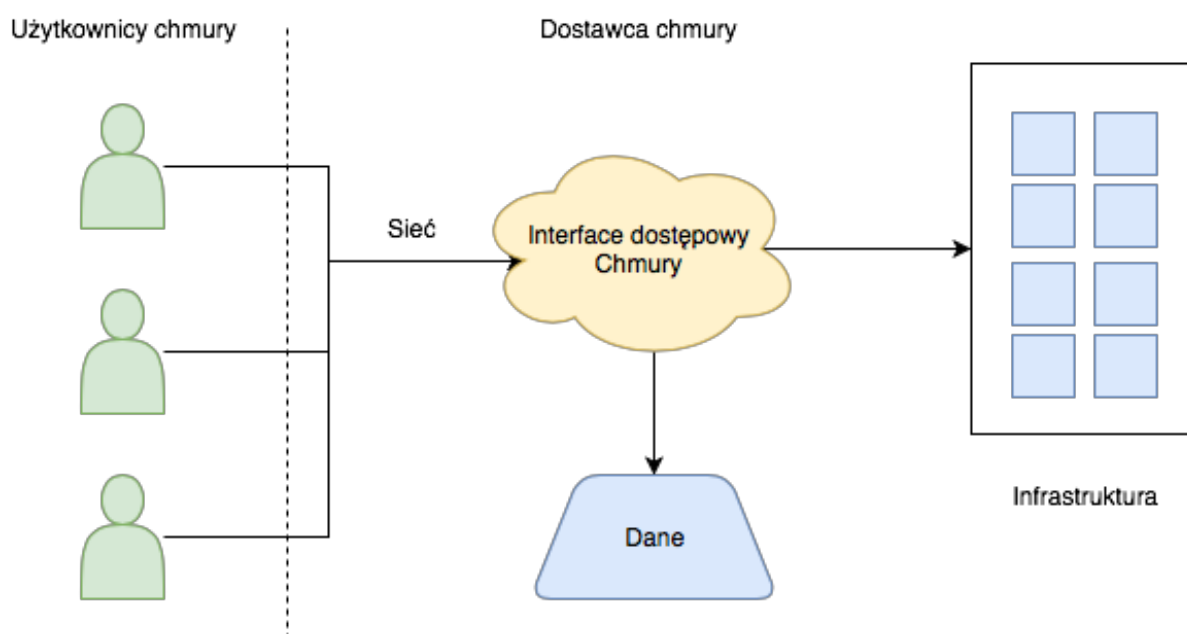 Użytkownicy chmury
Dostawca chmury
Sieć
Interface dostępowy
Chmury
Dane
Infrastruktura